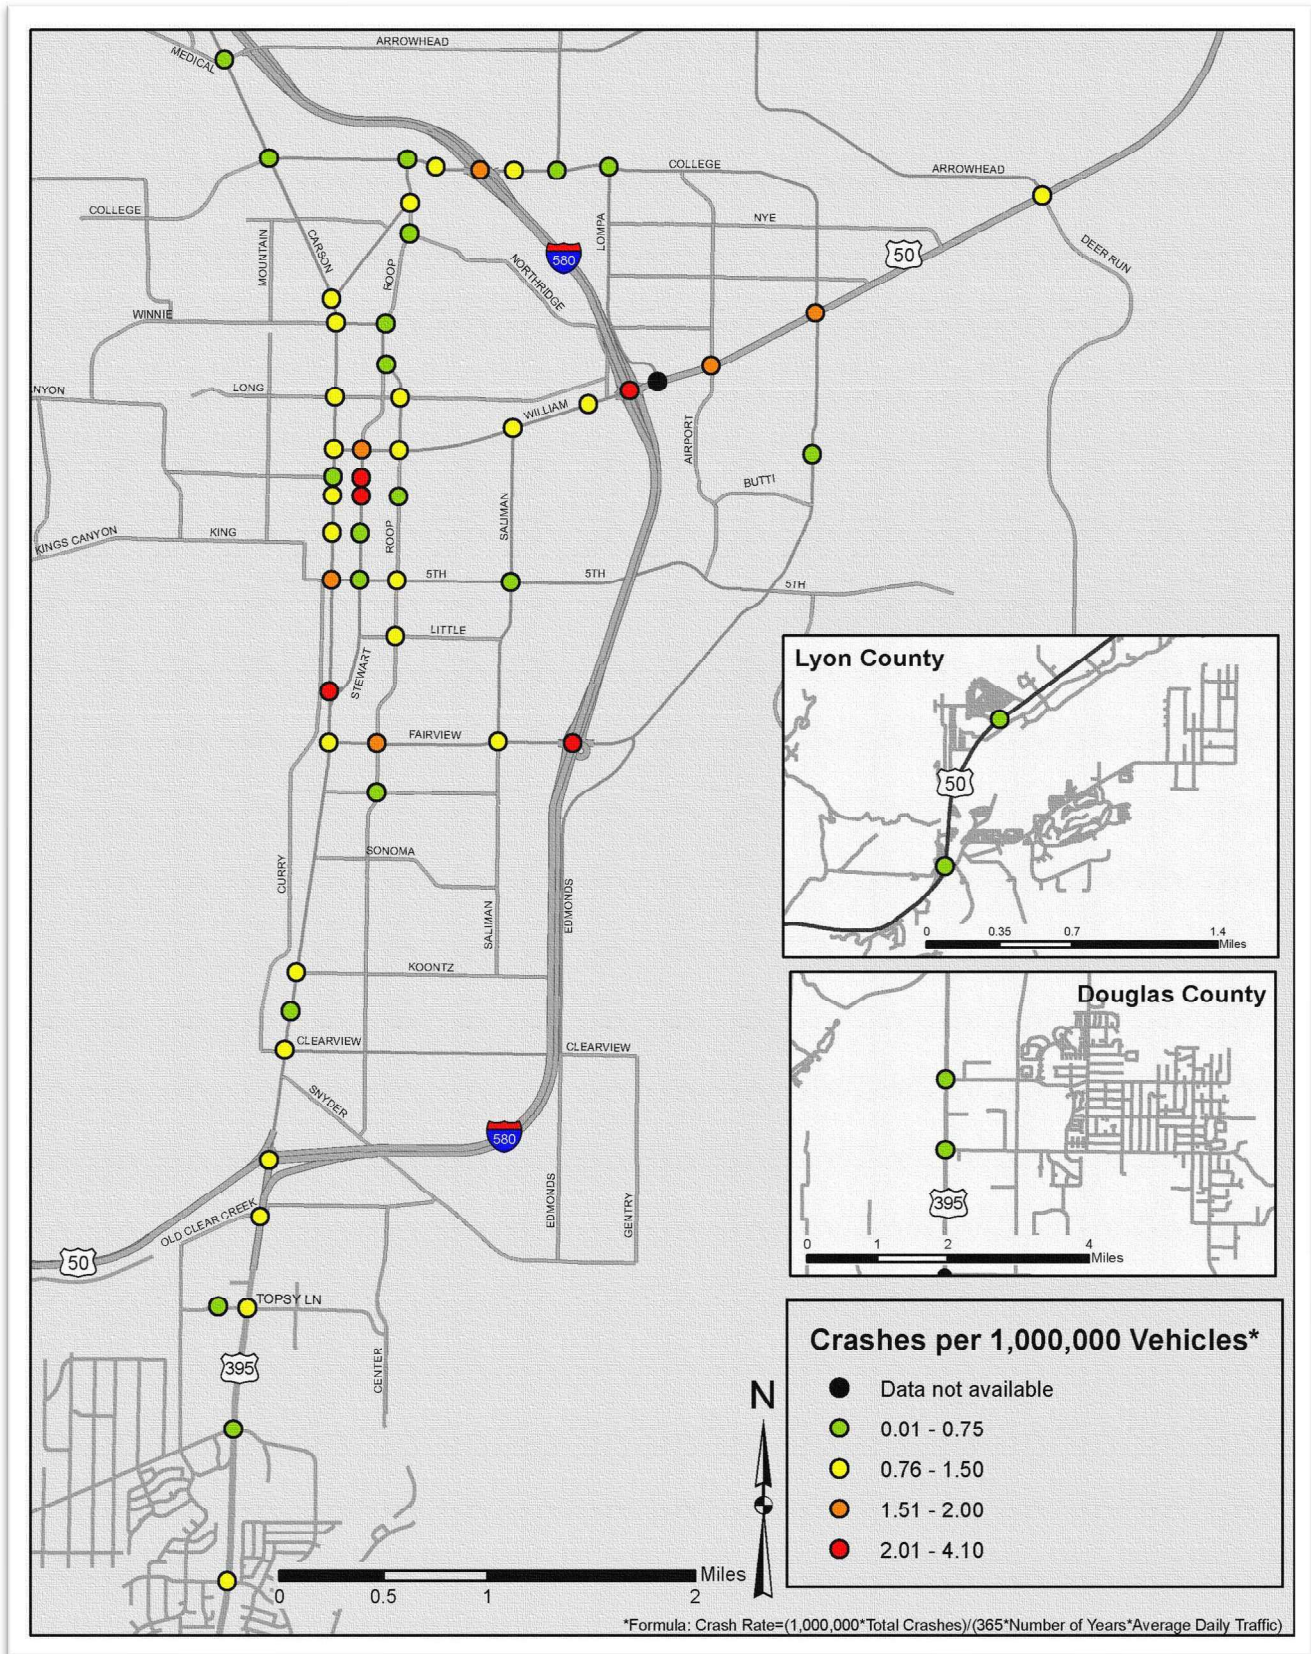 ARROWHEAD
MEDICAL
COLLEGE
ARROWHEAD
COLLEGE
NYE
LOMPA
50
DEER RUN
MOUNTAIN
CARSON
ROOP
NORTHRIDGE
580
WINNIE
NYON
LONG
WILLIAM
AIRPORT
BUTTI
SALIMAN
ROOP
KINGS CANYON
KING
5TH
5TH
5TH
LITTLE
STEWART
FAIRVIEW
SONOMA
CURRY
SALIMAN
EDMONDS
KOONTZ
CLEARVIEW
CLEARVIEW
SNYDER
580
EDMONDS
GENTRY
OLD CLEAR CREEK
50
TOPSY LN
395
CENTER
Lyon County
50
0 0.35 0.7 1.4
Miles
Douglas County
395
0 1 2 4
Miles
Crashes per 1,000,000 Vehicles*
Data not available
0.01 - 0.75
0.76 - 1.50
1.51 - 2.00
2.01 - 4.10
N
Miles
0 0.5 1 2
*Formula: Crash Rate=(1,000,000*Total Crashes)/(365*Number of Years*Average Daily Traffic)